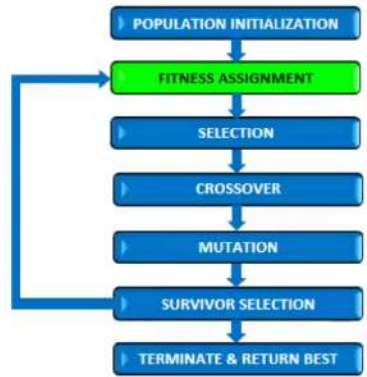 POPULATION INITIALIZATION
FITNESS ASSIGNMENT
SELECTION
CROSSOVER
MUTATION
SURVIVOR SELECTION
TERMINATE & RETURN BEST